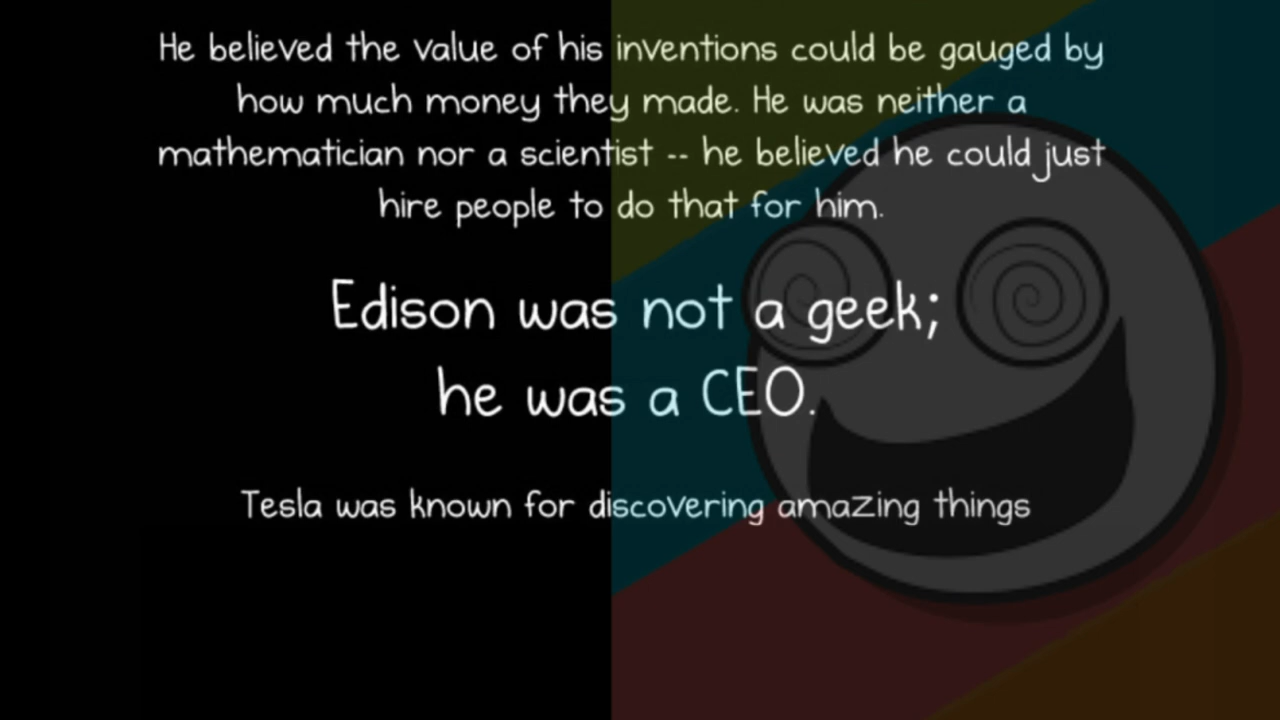 He believed the value of his inventions could be gauged by
how much money they made. He was neither a
mathematician nor a scientist -- he believed he could just
hire people to do that for him.
Edison was not a geek;
he was a CEO.
Tesla was known for discovering amazing things